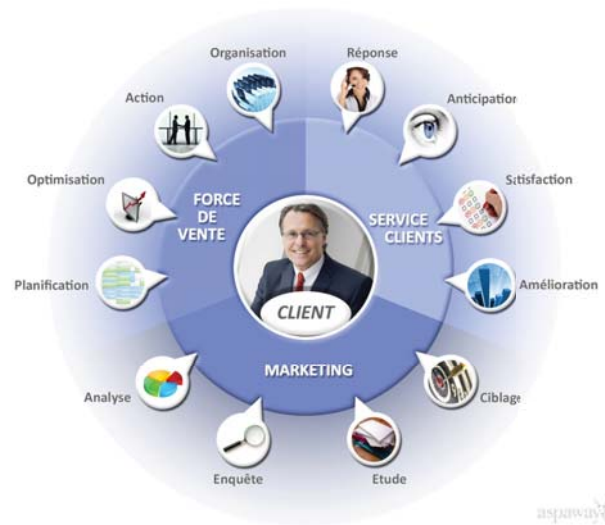 Organisation
Réponse
Action
Anticipation
Optimisation
FORCE
DE
VENTE
SERVICE
CLIENTS
Satisfaction
Planification
CLIENT
Amélioration
MARKETING
Analyse
Ciblage
Enquête
Etude
aspaway